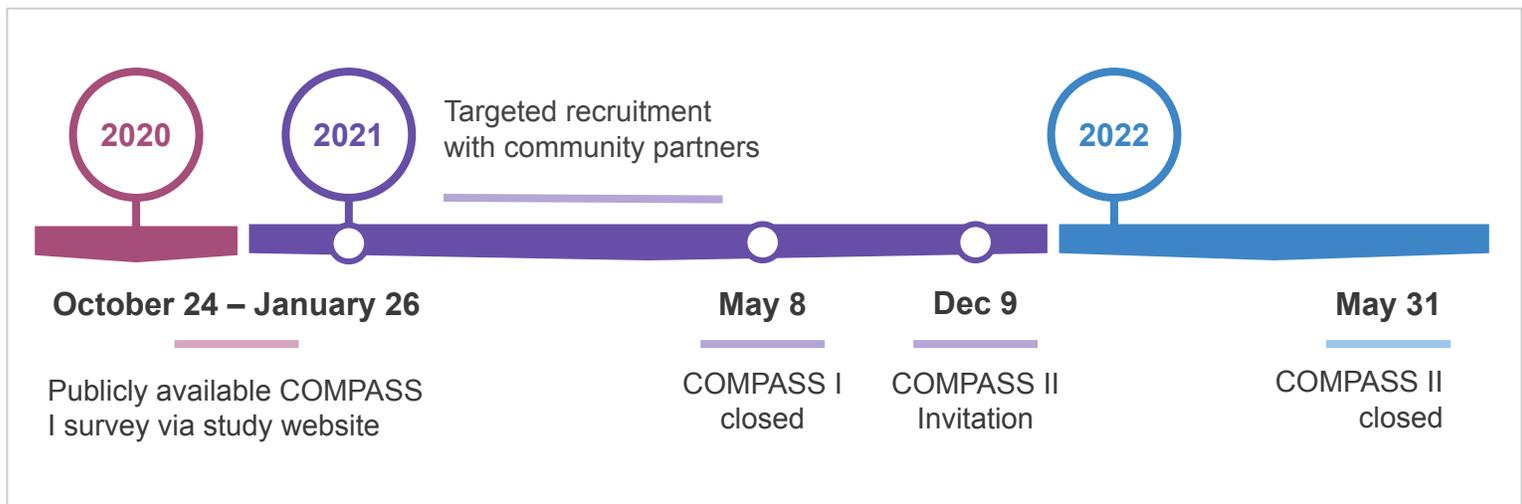 2020
2021
Targeted recruitment
with community partners
2022
October 24 – January 26
Publicly available COMPASS
I survey via study website
May 8
COMPASS I
closed
Dec 9
COMPASS II
Invitation
May 31
COMPASS II
closed